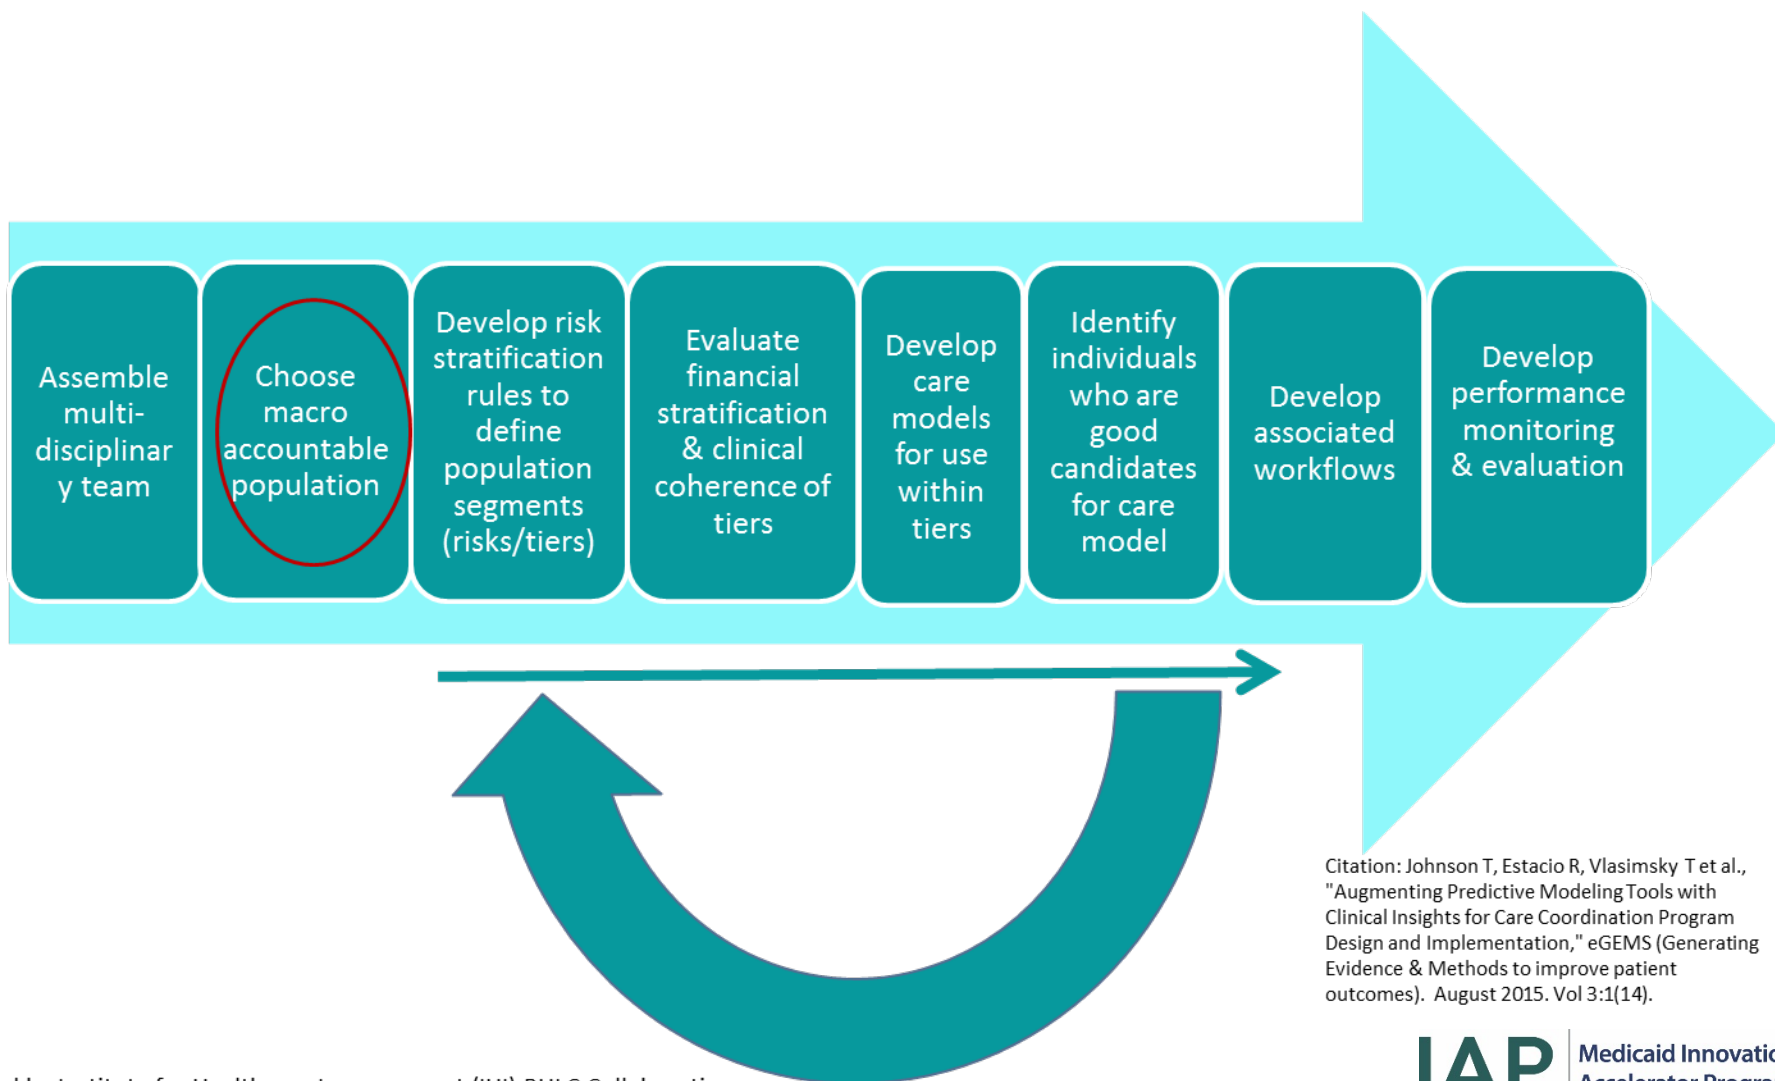 Assemble
multi-
disciplinar
y team
Choose
macro
accountable
population
Develop risk
stratification
rules to
define
population
segments
(risks/tiers)
Evaluate
financial
stratification
& clinical
coherence of
tiers
Develop
care
models
for use
within
tiers
Identify
individuals
who are
good
candidates
for care
model
Develop
associated
workflows
Develop
performance
monitoring
& evaluation
Citation: Johnson T, Estacio R, Vlasimsky T et al.,
"Augmenting Predictive Modeling Tools with
Clinical Insights for Care Coordination Program
Design and Implementation," eGEMS (Generating
Evidence & Methods to improve patient
outcomes). August 2015. Vol 3:1(14).
IAP
Medicaid Innovatio